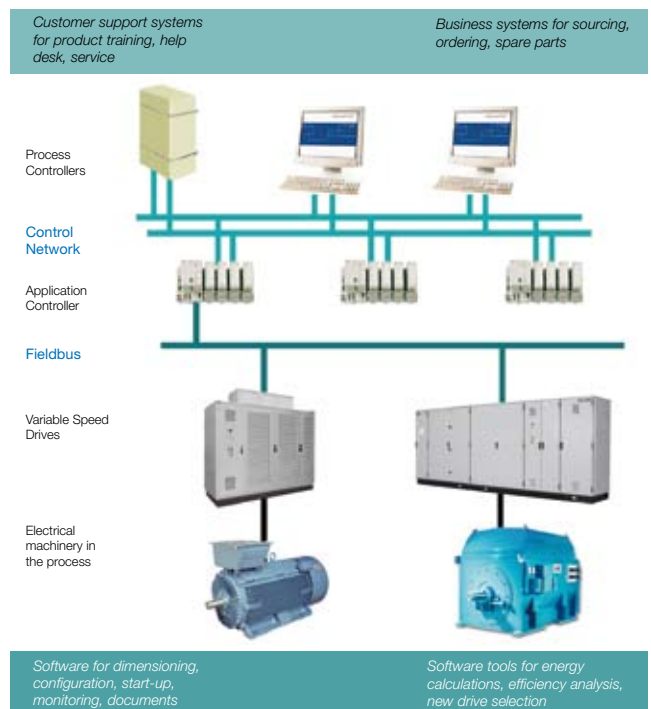 Customer support systems
for product training, help
desk, service
Business systems for sourcing,
ordering, spare parts
Process
Controllers
Control
Network
Application
Controller
Fieldbus
Variable Speed
Drives
Electrical
machinery in
the process
Software for dimensioning,
configuration, start-up,
monitoring, documents
Software tools for energy
calculations, efficiency analysis,
new drive selection